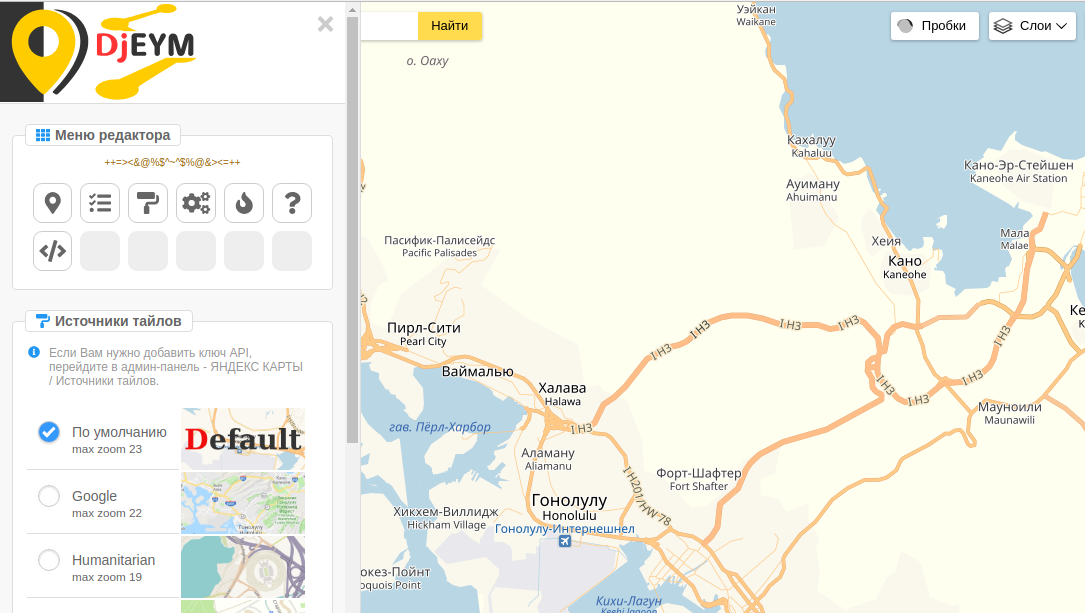 DjEYM
×
Меню редактора
++=><&@%$^~^$%@&><=++
?
</>
Источники тайлов
Если Вам нужно добавить ключ API,
перейдите в админ-панель - ЯНДЕКС КАРТЫ
/ Источники тайлов.
По умолчанию
max zoom 23
Default
Google
max zoom 22
Humanitarian
max zoom 19
Найти
Пробки
Слои
Уэйкан
Waikane
о. Оаху
Кахалуу
Kahaluu
Кано-Эр-Стейшен
Kaneohe Air Station
Ауиману
Ahuimanu
Мала
Malae
Пасифик-Палисейдс
Pacific Palisades
Хеия
Кано
Kaneohe
Пирл-Сити
Pearl City
I H3
I H3
I H3
I H3
I H3
Ваймалью
I H3
Халава
Halawa
I H3
I H3
I H3
Мауноили
Maunawili
гав. Пёрл-Харбор
Аламану
Aliamanu
Форт-Шафтер
Fort Shafter
I H201/HW 78
Гонолулу
Honolulu
Хикхем-Виллидж
Hickham Village
Гонолулу-Интернешнел
окез-Пойнт
oquois Point
Кихи-Лагун
Keehi lagoon